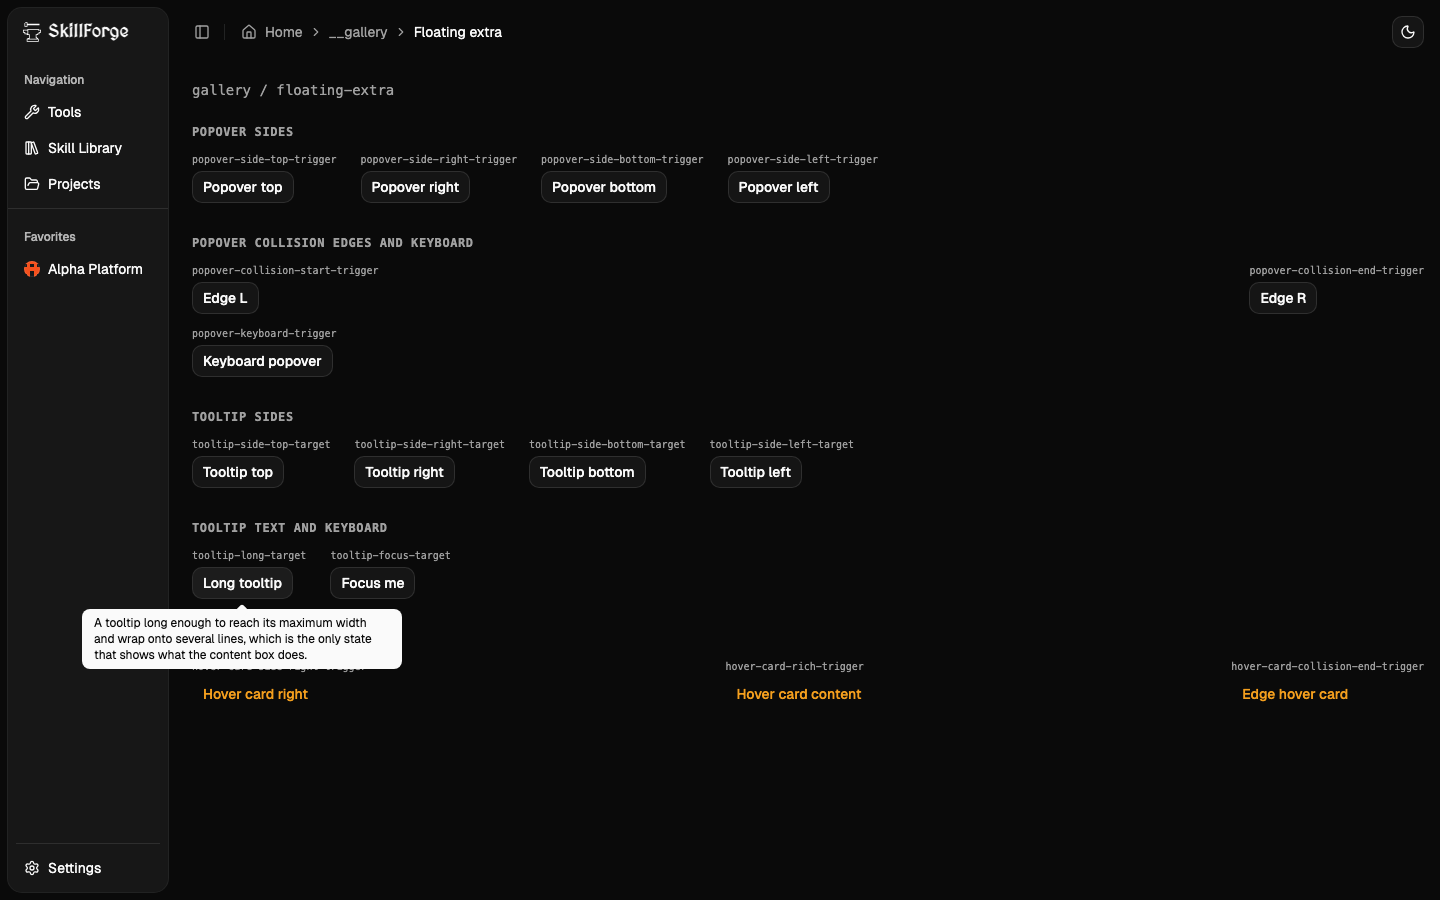 SkillForge
Home > __gallery > Floating extra
Navigation
Tools
Skill Library
Projects
Favorites
Alpha Platform
Settings
gallery / floating-extra
POPOVER SIDES
popover-side-top-trigger popover-side-right-trigger popover-side-bottom-trigger popover-side-left-trigger
Popover top Popover right Popover bottom Popover left
POPOVER COLLISION EDGES AND KEYBOARD
popover-collision-start-trigger popover-collision-end-trigger
Edge L Edge R
popover-keyboard-trigger
Keyboard popover
TOOLTIP SIDES
tooltip-side-top-target tooltip-side-right-target tooltip-side-bottom-target tooltip-side-left-target
Tooltip top Tooltip right Tooltip bottom Tooltip left
TOOLTIP TEXT AND KEYBOARD
tooltip-long-target tooltip-focus-target
Long tooltip Focus me
A tooltip long enough to reach its maximum width
and wrap onto several lines, which is the only state
that shows what the content box does.
hover-card-rich-trigger hover-card-collision-end-trigger
Hover card right Hover card content Edge hover card